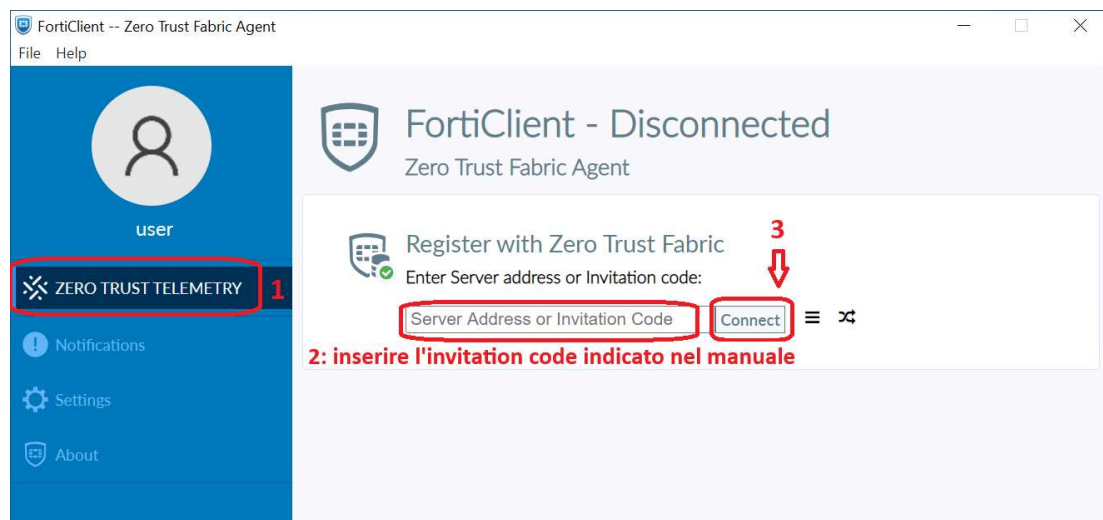 FortiClient -- Zero Trust Fabric Agent
File Help
FortiClient - Disconnected
Zero Trust Fabric Agent
user
Register with Zero Trust Fabric
3
Enter Server address or Invitation code:
ZERO TRUST TELEMETRY 1
Server Address or Invitation Code Connect
Notifications
2: inserire l'invitation code indicato nel manuale
Settings
About